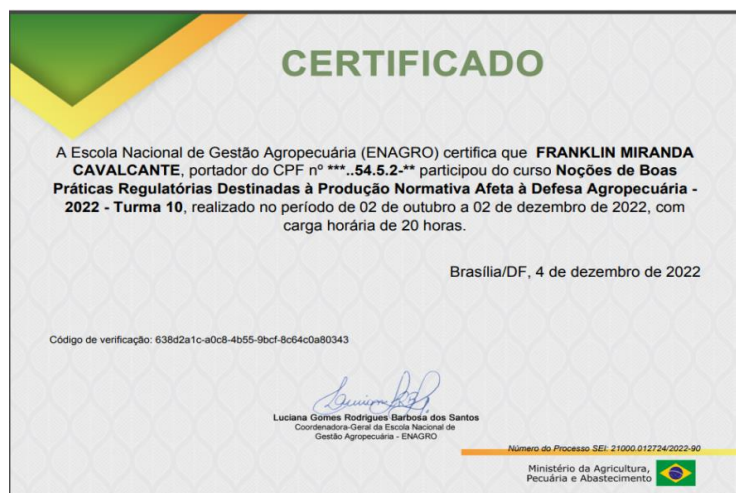 CERTIFICADO
A Escola Nacional de Gestão Agropecuária (ENAGRO) certifica que FRANKLIN MIRANDA
CAVALCANTE, portador do CPF nº ***..54.5.2-** participou do curso Noções de Boas
Práticas Regulatórias Destinadas à Produção Normativa Afeta à Defesa Agropecuária -
2022 - Turma 10, realizado no período de 02 de outubro a 02 de dezembro de 2022, com
carga horária de 20 horas.
Brasília/DF, 4 de dezembro de 2022
Código de verificação: 638d2a1c-a0c8-4b55-9bcf-8c64c0a80343
Luciana Gomes Rodrigues Barbosa dos Santos
Coordenadora-Geral da Escola Nacional de
Gestão Agropecuária - ENAGRO
Número do Processo SEI: 21000.012724/2022-90
Ministério da Agricultura,
Pecuária e Abastecimento